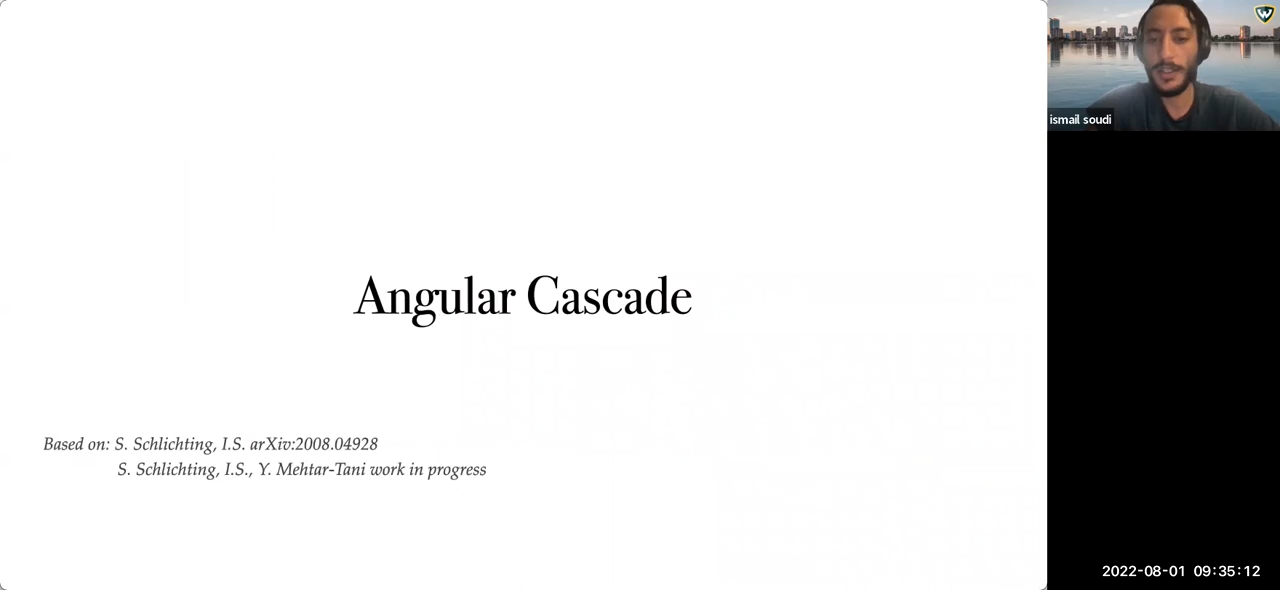 Angular Cascade
Based on: S. Schlichting, I.S. arXiv:2008.04928
S. Schlichting, I.S., Y. Mehtar-Tani work in progress
ismail soudi
W
2022-08-01 09:35:12